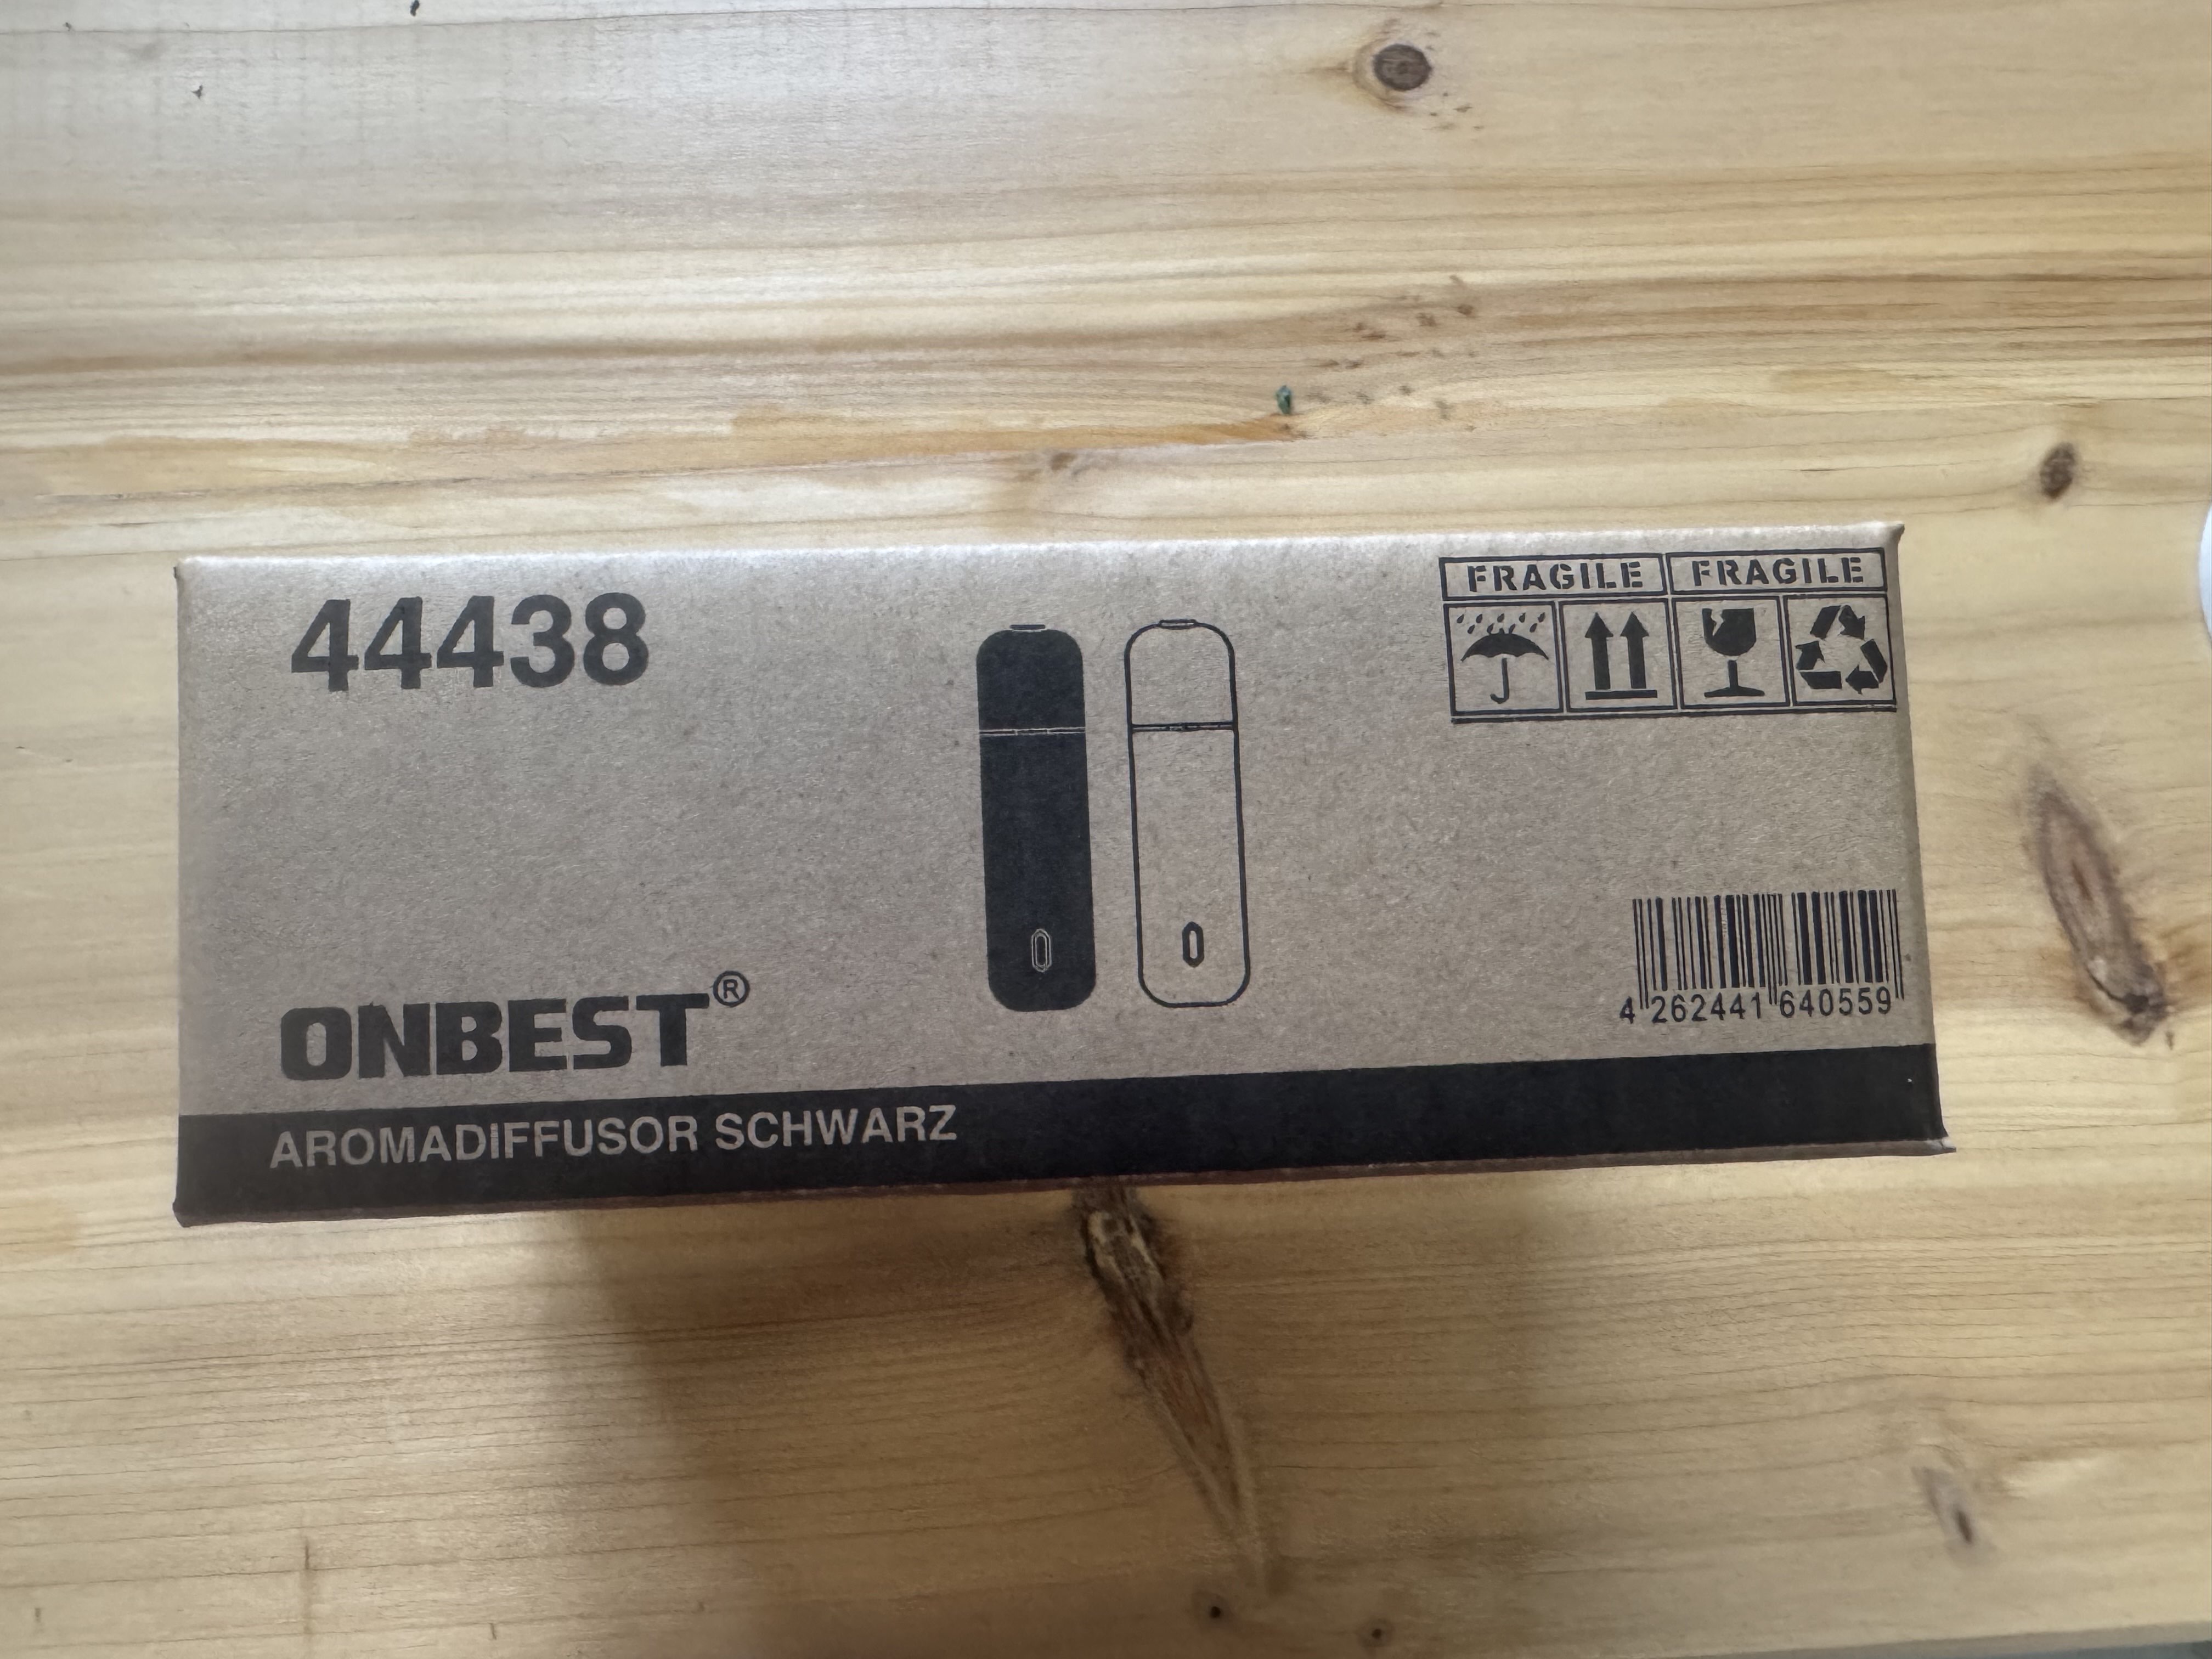 44438
FRAGILE FRAGILE
ONBEST®
4 262441 640559
AROMADIFFUSOR SCHWARZ